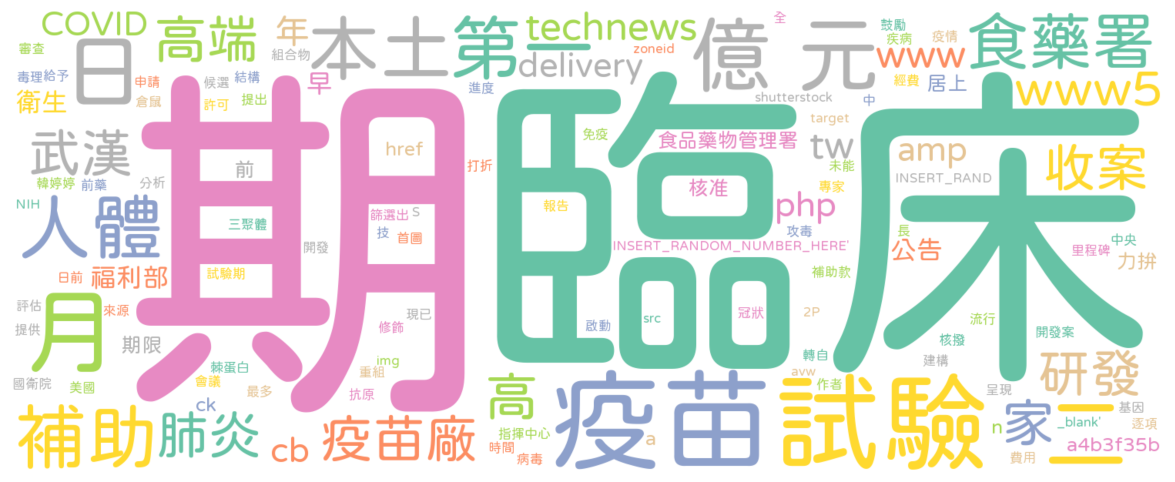 COVID
高端
年
本土
第一
technews
zoneid
億
元
全
鼓勵
疾病
疫情
食藥署
審查
日
組合物
delivery
www
毒理
給予
申請
候選
結構
早
進度
經費
居上
www5
衛生
倉鼠
許可
提出
shutterstock
中
武漢
期
臨床
免疫
食品藥物管理署
target
tw
未能
amp
收案
href
前
打折
INSERT_RAND
韓婷婷
前藥
分析
核准
專家
NIH
人體
三聚體
篩選出
S
報告
php
技
首圖
攻毒
長
公告
中央
開發
INSERT_RANDOM_NUMBER_HERE'
里程碑
力拚
日前
福利部
試驗期
補助款
月
評估
來源
現已
2P
提供
期限
修飾
啟動
src
冠狀
流行
開發案
核撥
棘蛋白
img
轉自
建構
國衛院
美國
會議
重組
最多
抗原
高
疫苗
avw
作者
試驗
呈現
研發
ck
補助
肺炎
cb
疫苗廠
指揮中心
時間
病毒
a
n
家
二
_blank'
基因
逐項
a4b3f35b
費用